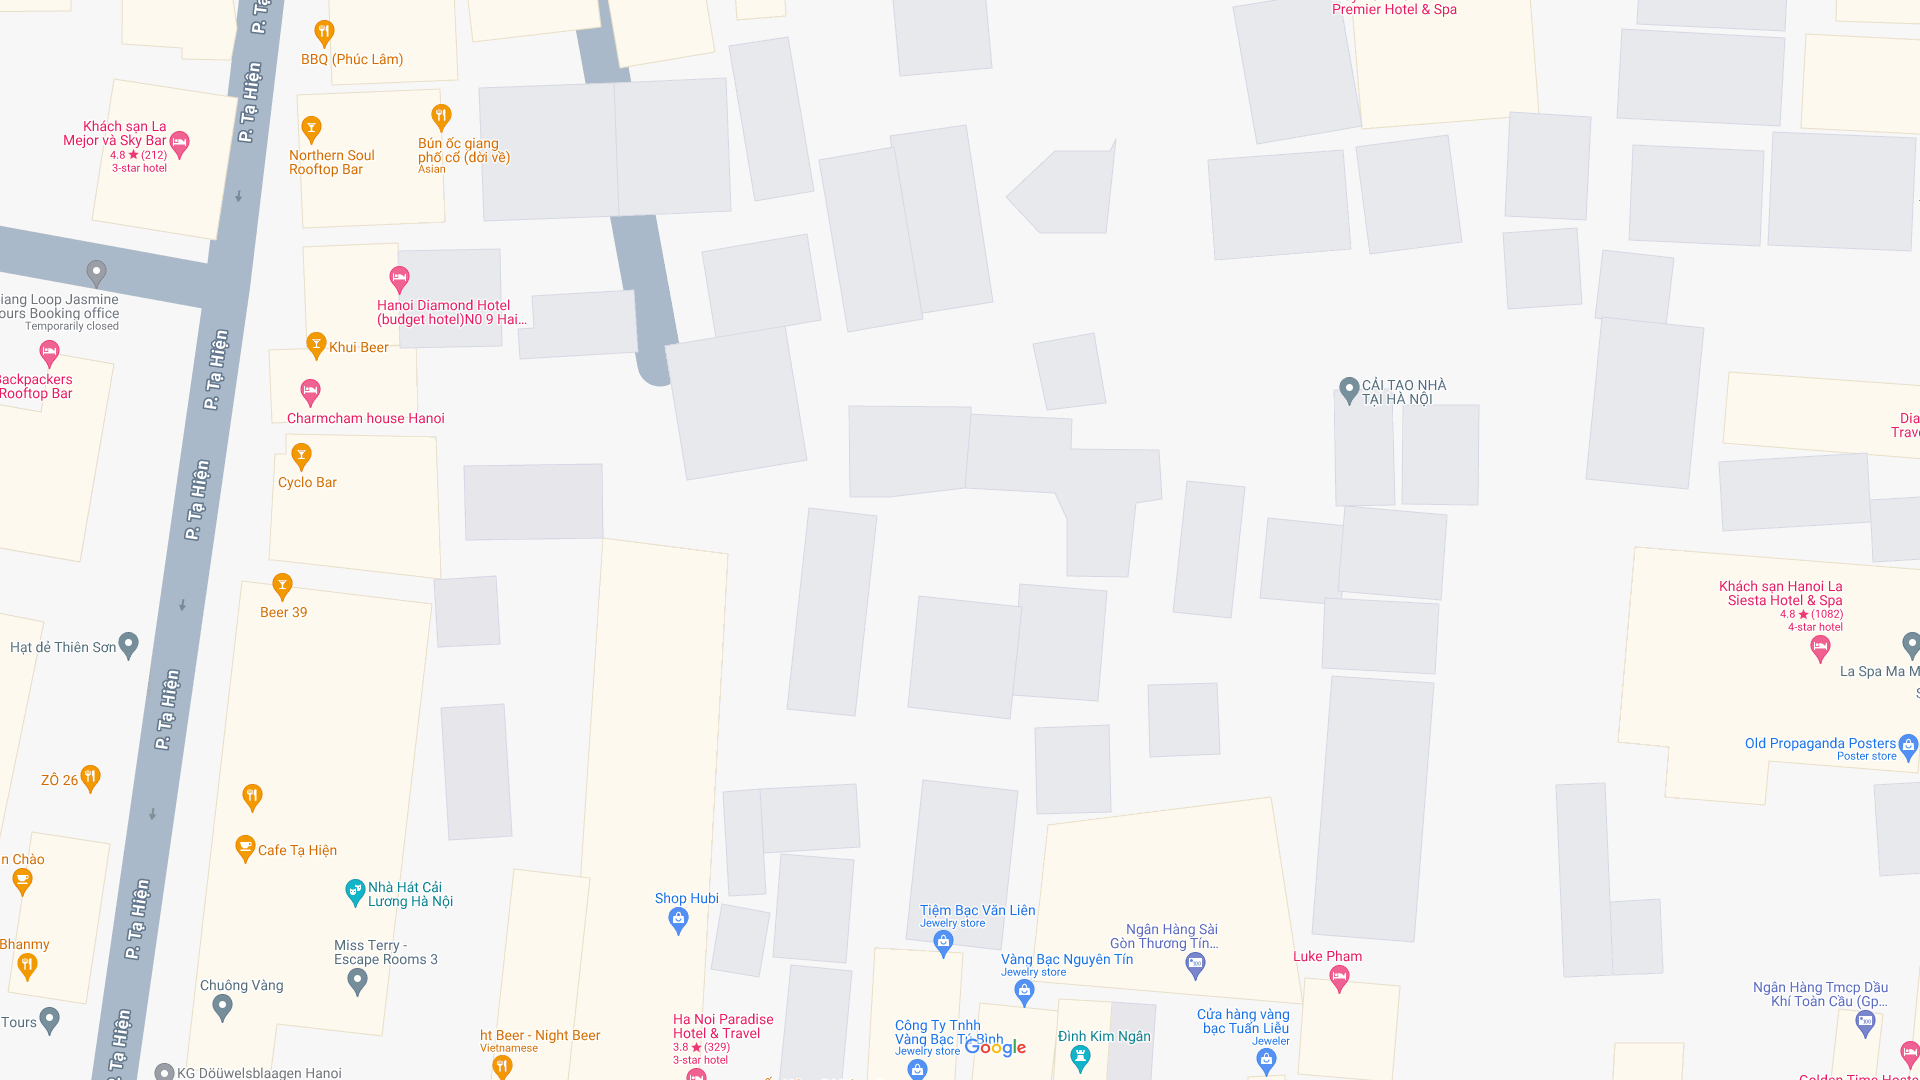 P. Tạ Hiện
BBQ (Phúc Lâm)
Premier Hotel & Spa
P. Tạ Hiện
Khách sạn La
Mejor và Sky Bar
4.8 ★ (212)
3-star hotel
Northern Soul
Rooftop Bar
Bún ốc giang
phố cổ (dời về)
Asian
iang Loop Jasmine
ours Booking office
Temporarily closed
Hanoi Diamond Hotel
(budget hotel)N0 9 Hai...
Khui Beer
P. Tạ Hiện
Backpackers
Rooftop Bar
Charmcham house Hanoi
CẢI TẠO NHÀ
TẠI HÀ NỘI
Dia
Trav
Cyclo Bar
P. Tạ Hiện
Beer 39
Khách sạn Hanoi La
Siesta Hotel & Spa
4.8 ★ (1082)
4-star hotel
Hạt dẻ Thiên Sơn
La Spa Ma M
S
P. Tạ Hiện
Old Propaganda Posters
Poster store
ZÔ 26
Cafe Tạ Hiện
n Chào
Nhà Hát Cải
Lương Hà Nội
Shop Hubi
P. Tạ Hiện
Tiệm Bạc Văn Liên
Jewelry store
Ngân Hàng Sài
Gòn Thương Tín...
Bhanmy
Miss Terry -
Escape Rooms 3
Vàng Bạc Nguyên Tín
Jewelry store
Luke Pham
Chuông Vàng
Ngân Hàng Tmcp Dầu
Khí Toàn Cầu (Gp...
Tours
Ha Noi Paradise
Hotel & Travel
3.8 ★ (329)
3-star hotel
Cửa hàng vàng
bạc Tuấn Liễu
Jeweler
ht Beer - Night Beer
Vietnamese
Công Ty Tnhh
Vàng Bạc Tú Bình
Jewelry store
Google
Đình Kim Ngân
P. Tạ Hiện
KG Döüwelsblaagen Hanoi